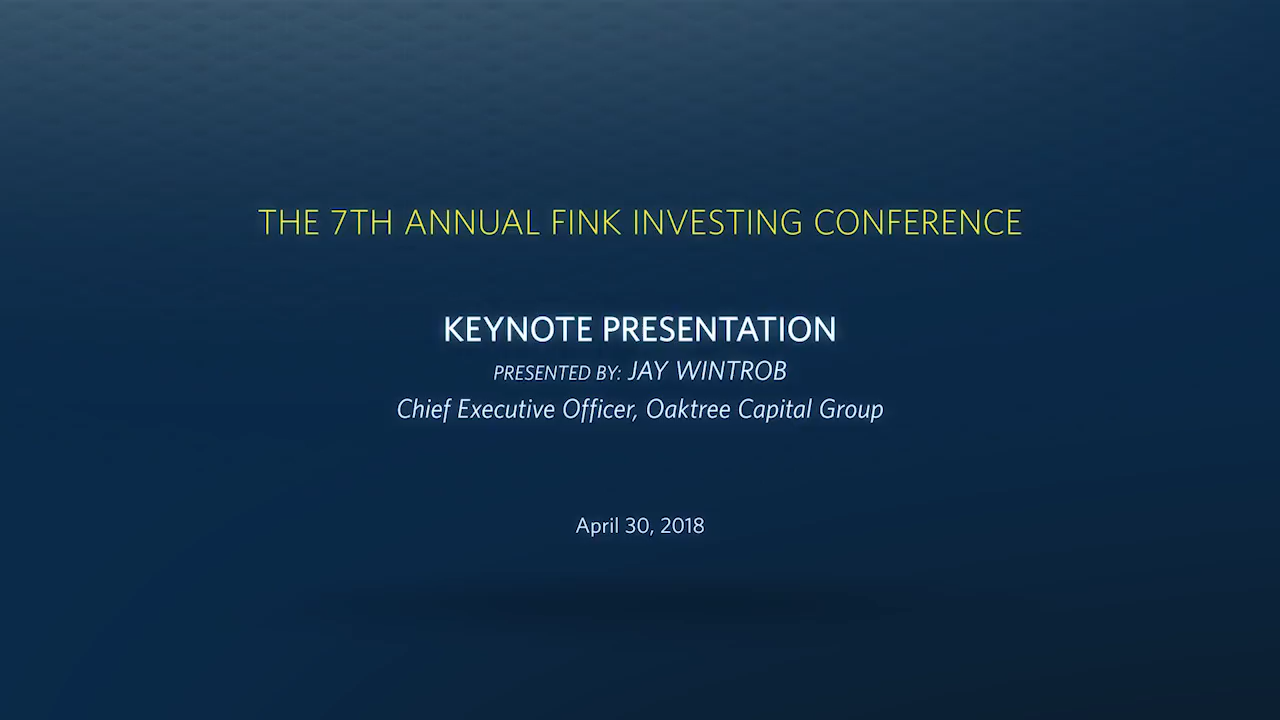 THE 7TH ANNUAL FINK INVESTING CONFERENCE
KEYNOTE PRESENTATION
PRESENTED BY: JAY WINTROB
Chief Executive Officer, Oaktree Capital Group
April 30, 2018